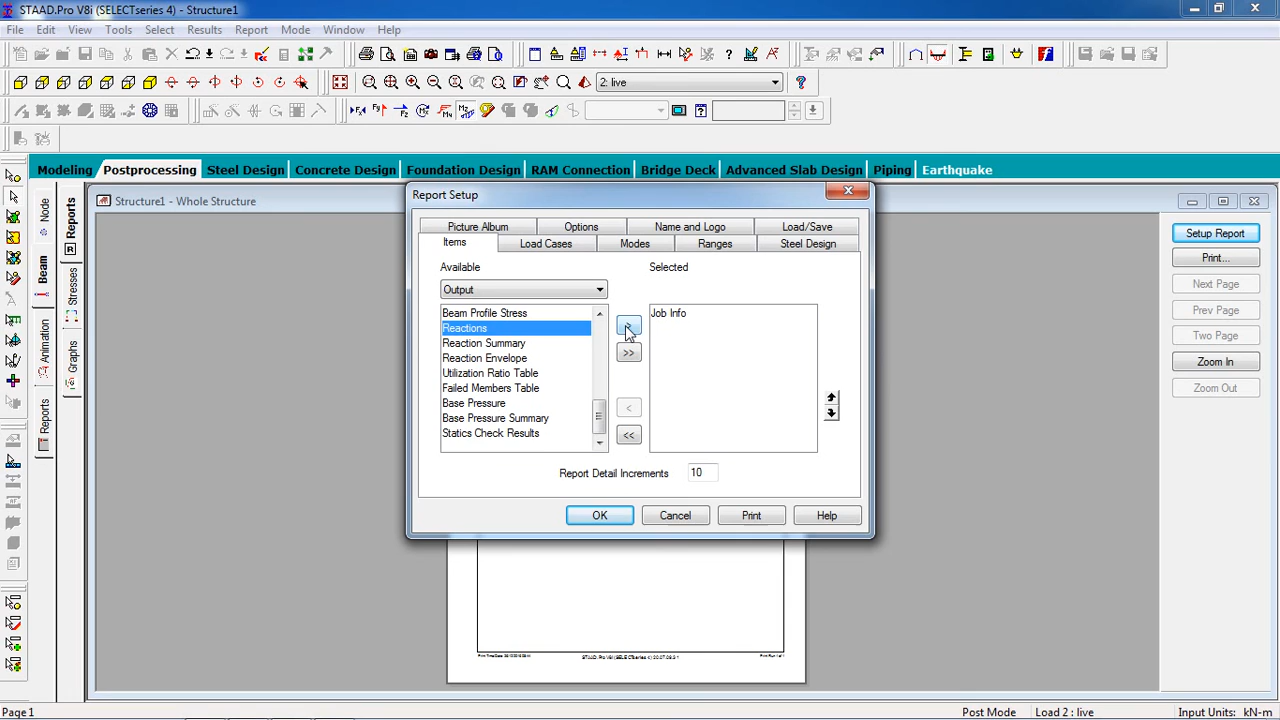 STAAD.Pro V8i (SELECTseries 4) - Structure1
File Edit View Tools Select Results Report Mode Window Help
2: live
Modeling Postprocessing Steel Design Concrete Design Foundation Design RAM Connection Bridge Deck Advanced Slab Design Piping Earthquake
Node
Beam
Animation
Reports
Reports
Stresses
Graphs
Structure1 - Whole Structure
Report Setup
Picture Album Options Name and Logo Load/Save
Items Load Cases Modes Ranges Steel Design
Available Selected
Output
Beam Profile Stress
Reactions
Reaction Summary
Reaction Envelope
Utilization Ratio Table
Failed Members Table
Base Pressure
Base Pressure Summary
Statics Check Results
>
>>
<
<<
Job Info
Report Detail Increments 10
OK Cancel Print Help
Setup Report
Print...
Next Page
Prev Page
Two Page
Zoom In
Zoom Out
Page 1 Post Mode Load 2 : live Input Units: kN-m